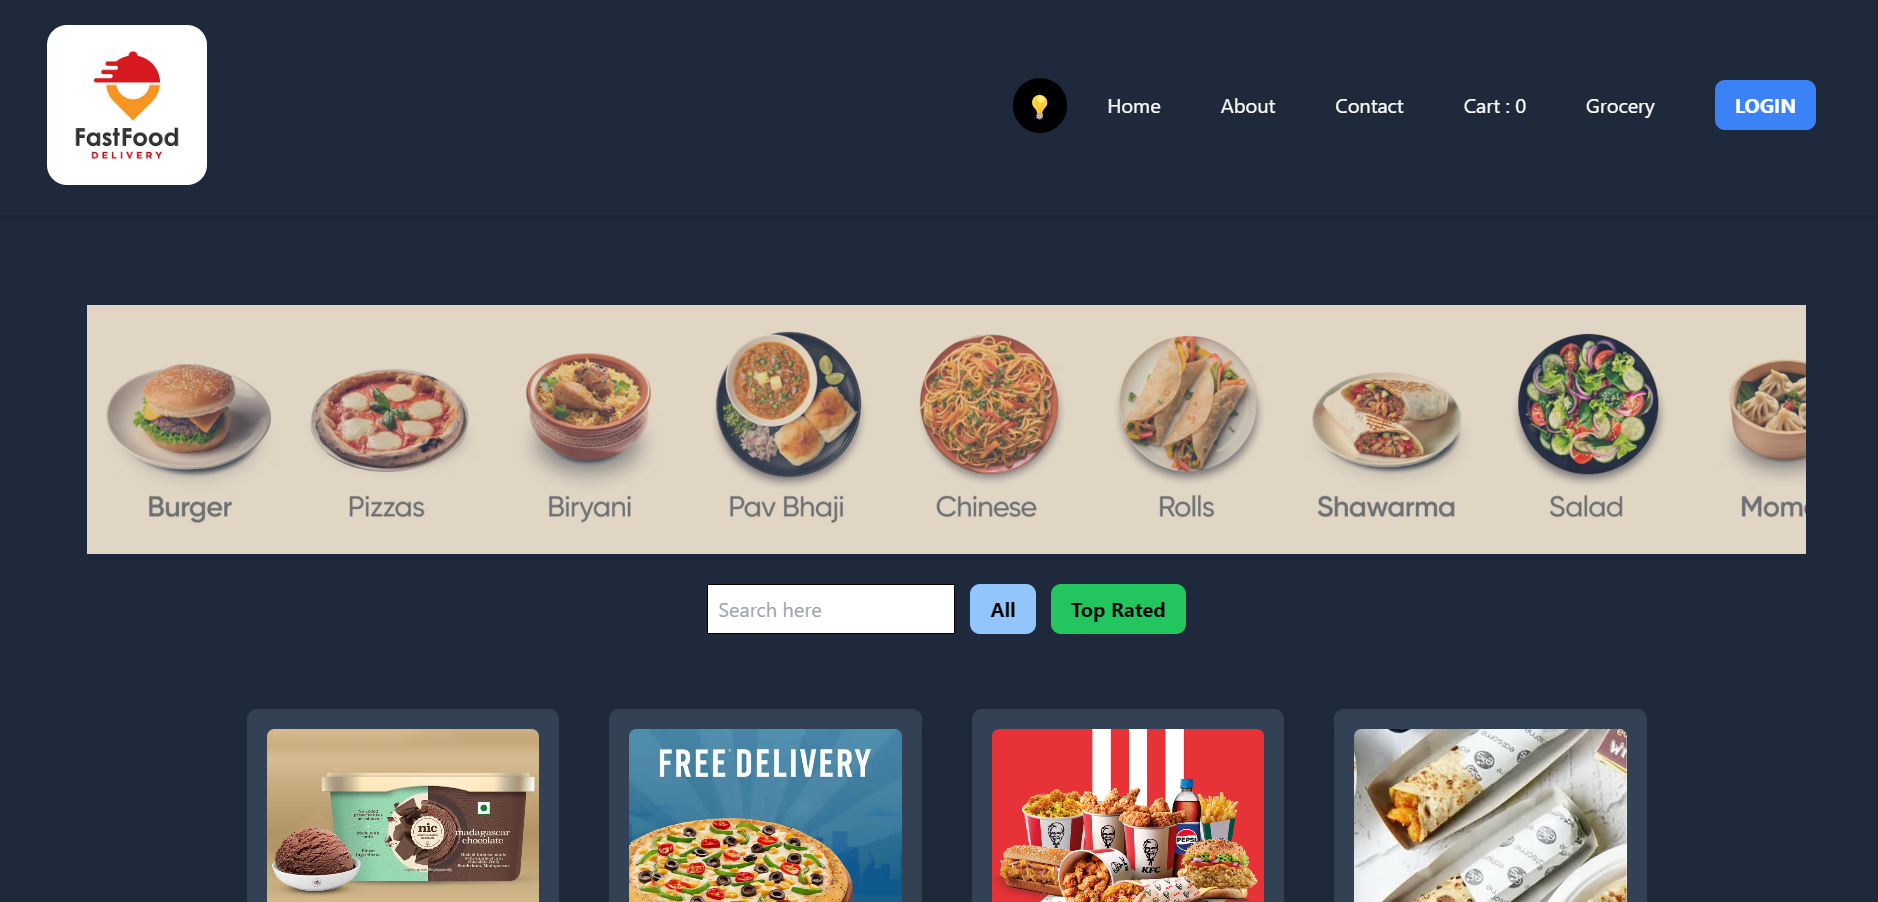 FastFood
DELIVERY
Home
About
Contact
Cart : 0
Grocery
LOGIN
Burger
Pizzas
Biryani
Pav Bhaji
Chinese
Rolls
Shawarma
Salad
Mom
Search here
All
Top Rated
nic
madagascar
chocolate
FREE DELIVERY
PEPSI
KFC